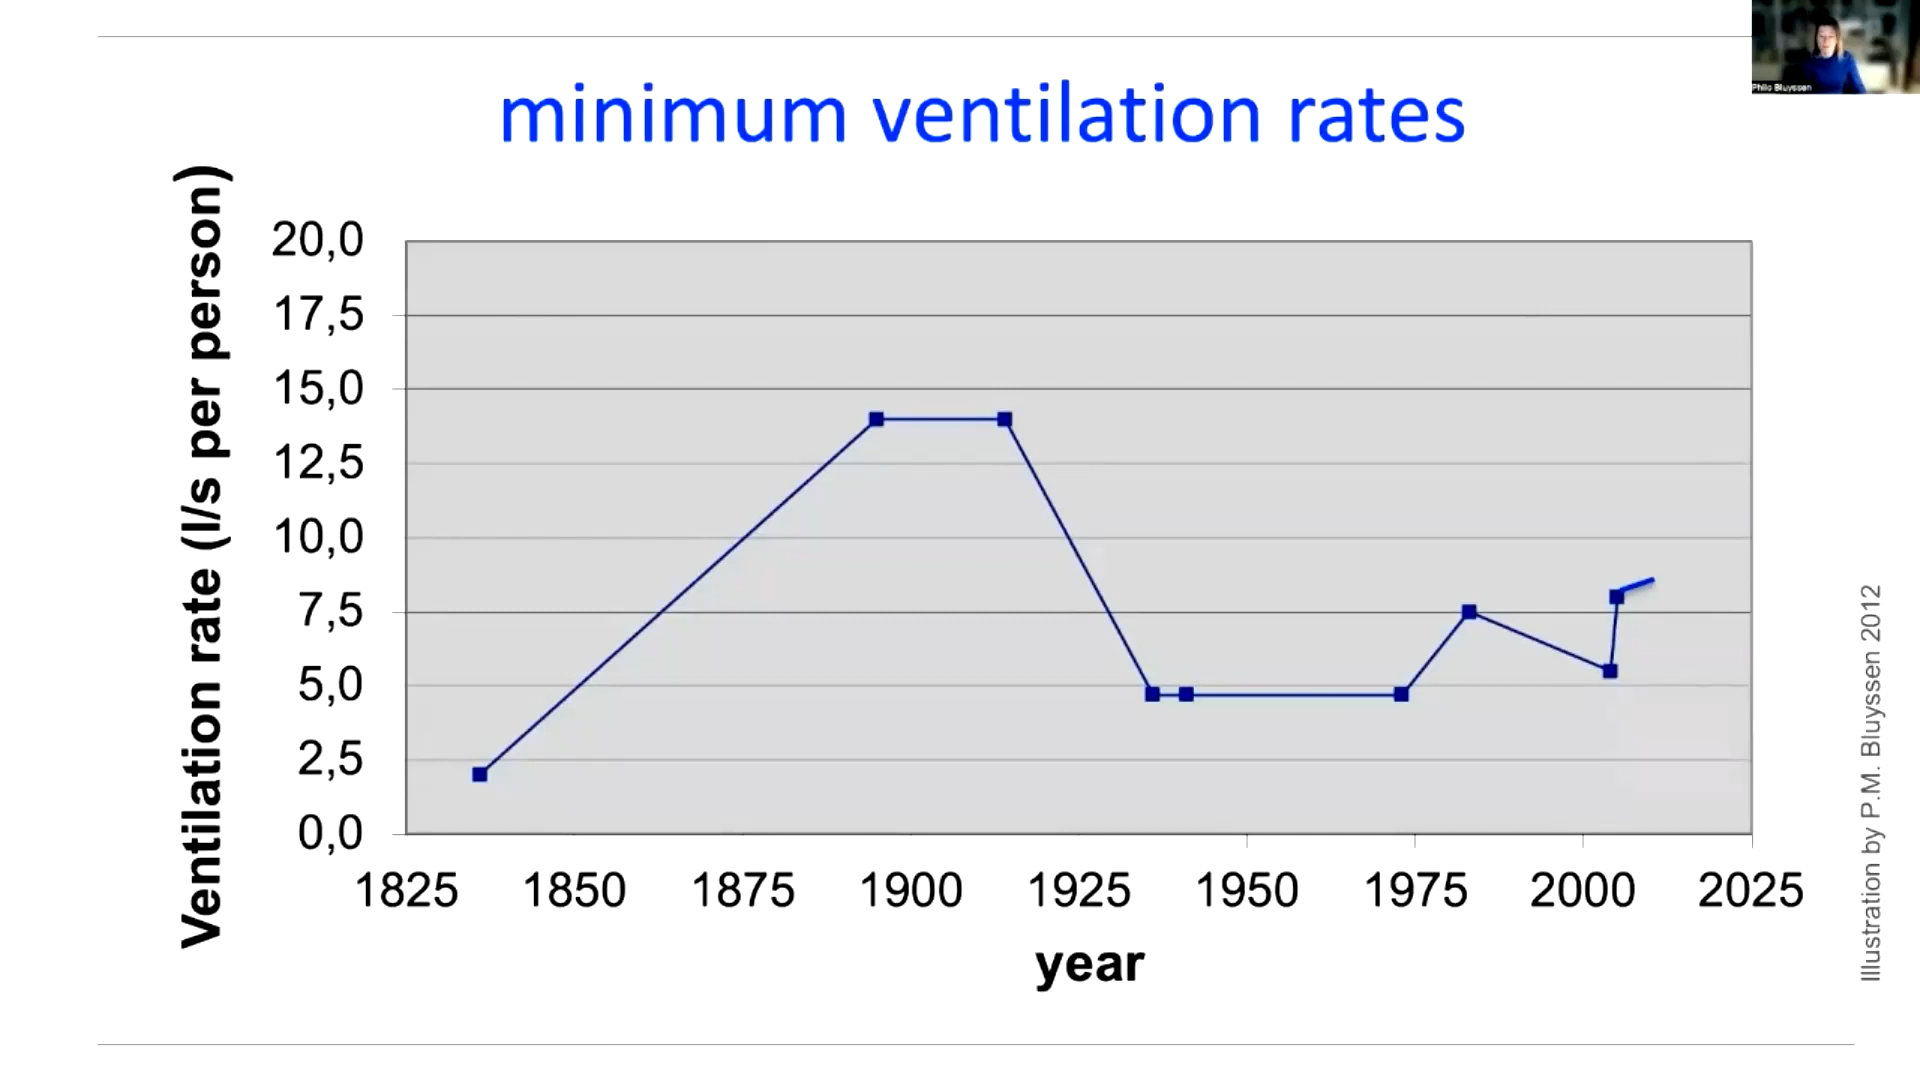 Philo Bluyssen
minimum ventilation rates
Ventilation rate (l/s per person)
20,0
17,5
15,0
12,5
10,0
7,5
5,0
2,5
0,0
1825 1850 1875 1900 1925 1950 1975 2000 2025
year
Illustration by P.M. Bluyssen 2012